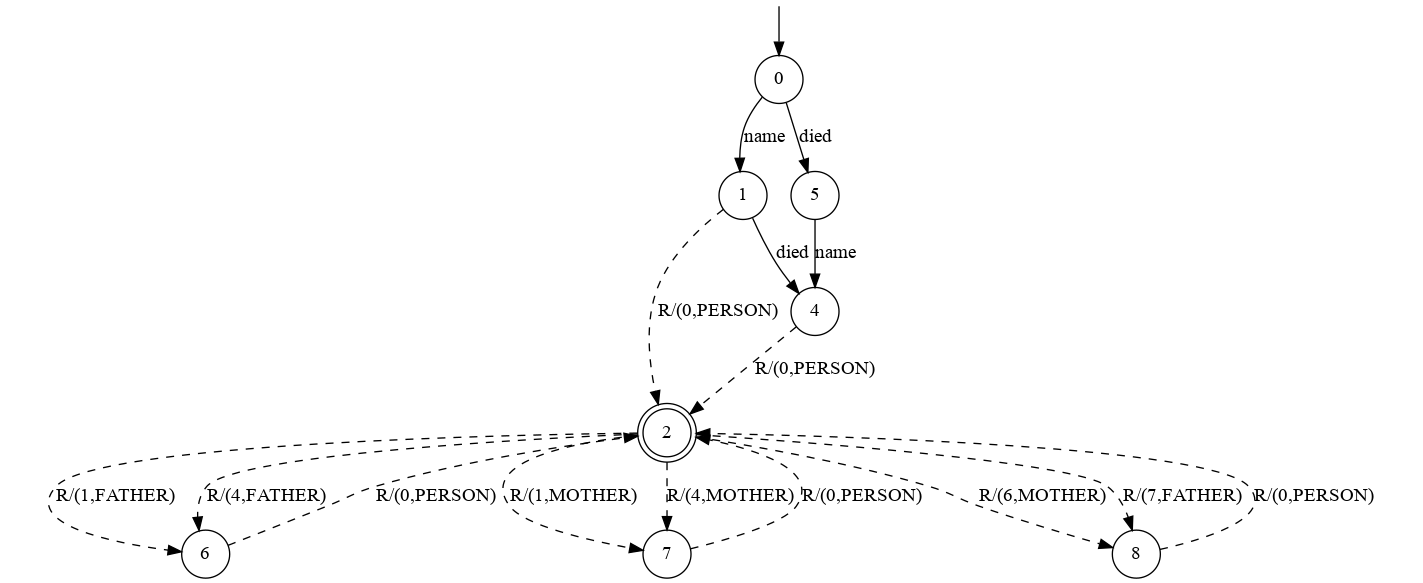 0
name died
1 5
died name
R/(0,PERSON) 4
R/(0,PERSON)
2
R/(1,FATHER) R/(4,FATHER) R/(0,PERSON) R/(1,MOTHER) R/(4,MOTHER) R/(0,PERSON) R/(6,MOTHER) R/(7,FATHER) R/(0,PERSON)
6 7 8